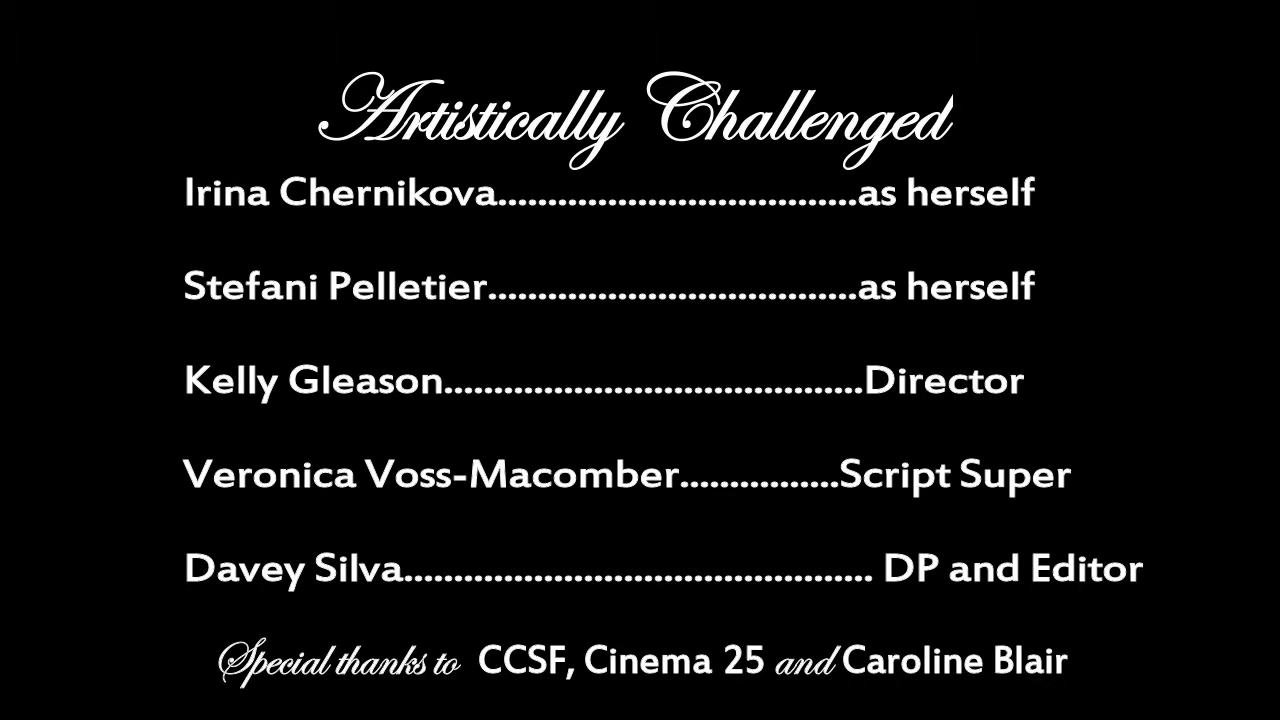 Artistically Challenged
Irina Chernikova....................................as herself
Stefani Pelletier.....................................as herself
Kelly Gleason..........................................Director
Veronica Voss-Macomber................Script Super
Davey Silva............................................... DP and Editor
Special thanks to CCSF, Cinema 25 and Caroline Blair